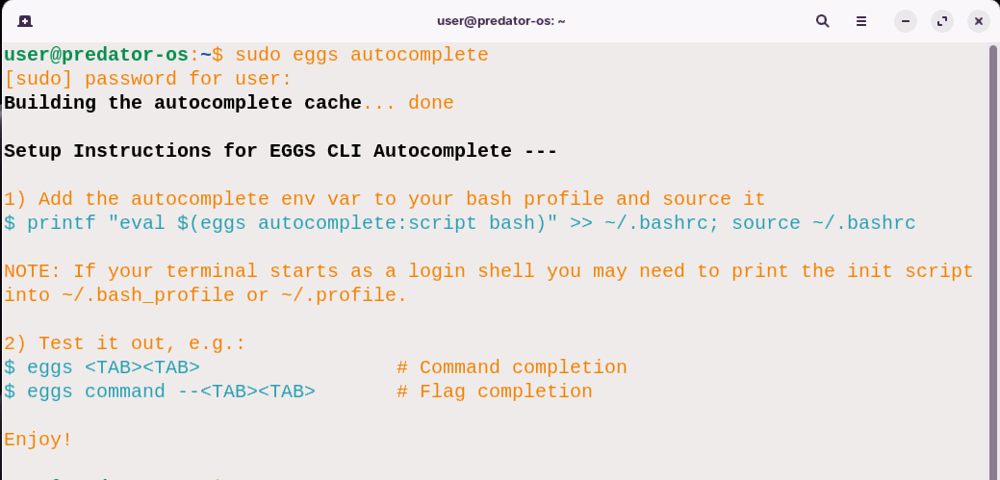 user@predator-os: ~
user@predator-os:~$ sudo eggs autocomplete
[sudo] password for user:
Building the autocomplete cache... done
Setup Instructions for EGGS CLI Autocomplete ---
1) Add the autocomplete env var to your bash profile and source it
$ printf "eval $(eggs autocomplete:script bash)" >> ~/.bashrc; source ~/.bashrc
NOTE: If your terminal starts as a login shell you may need to print the init script
into ~/.bash_profile or ~/.profile.
2) Test it out, e.g.:
$ eggs <TAB><TAB>                 # Command completion
$ eggs command --<TAB><TAB>       # Flag completion
Enjoy!